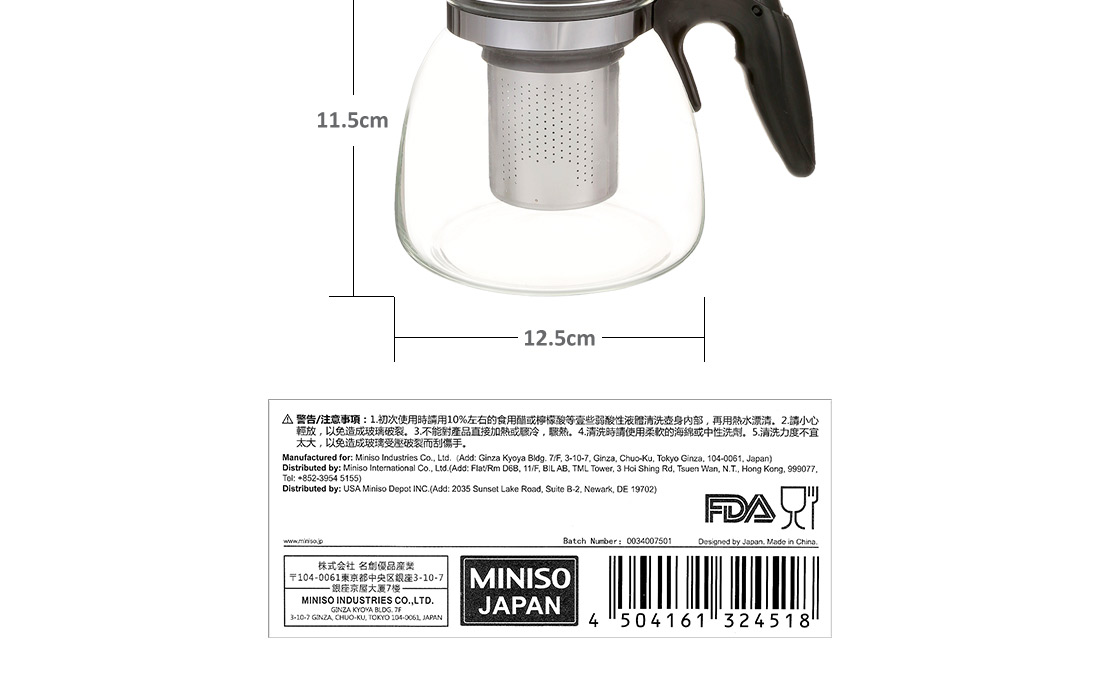 11.5cm
12.5cm
⚠ 警告/注意事項：1.初次使用時請用10%左右的食用醋或檸檬酸等壹些弱酸性液體清洗壺身內部，再用熱水漂清。2.請小心
輕放，以免造成玻璃破裂。3.不能對產品直接加熱或驟冷，驟熱。4.清洗時請使用柔軟的海綿或中性洗劑。5.清洗力度不宜
太大，以免造成玻璃受壓破裂而刮傷手。
Manufactured for: Miniso Industries Co., Ltd. (Add: Ginza Kyoya Bldg. 7/F, 3-10-7, Ginza, Chuo-Ku, Tokyo Ginza, 104-0061, Japan)
Distributed by: Miniso International Co., Ltd.(Add: Flat/Rm D6B, 11/F, BILAB, TML Tower, 3 Hoi Shing Rd, Tsuen Wan, N.T., Hong Kong, 999077,
Tel: +852-3954 5155)
Distributed by: USA Miniso Depot INC.(Add: 2035 Sunset Lake Road, Suite B-2, Newark, DE 19702)
FDA
www.miniso.jp Batch Number: 0034007501 Designed by Japan. Made in China.
株式会社 名創優品産業
〒104-0061東京都中央区銀座3-10-7
銀座京屋大厦7楼
MINISO INDUSTRIES CO.,LTD.
GINZA KYOYA BLDG. 7F
3-10-7 GINZA, CHUO-KU, TOKYO 104-0061, JAPAN
MINISO
JAPAN
4 504161 324518